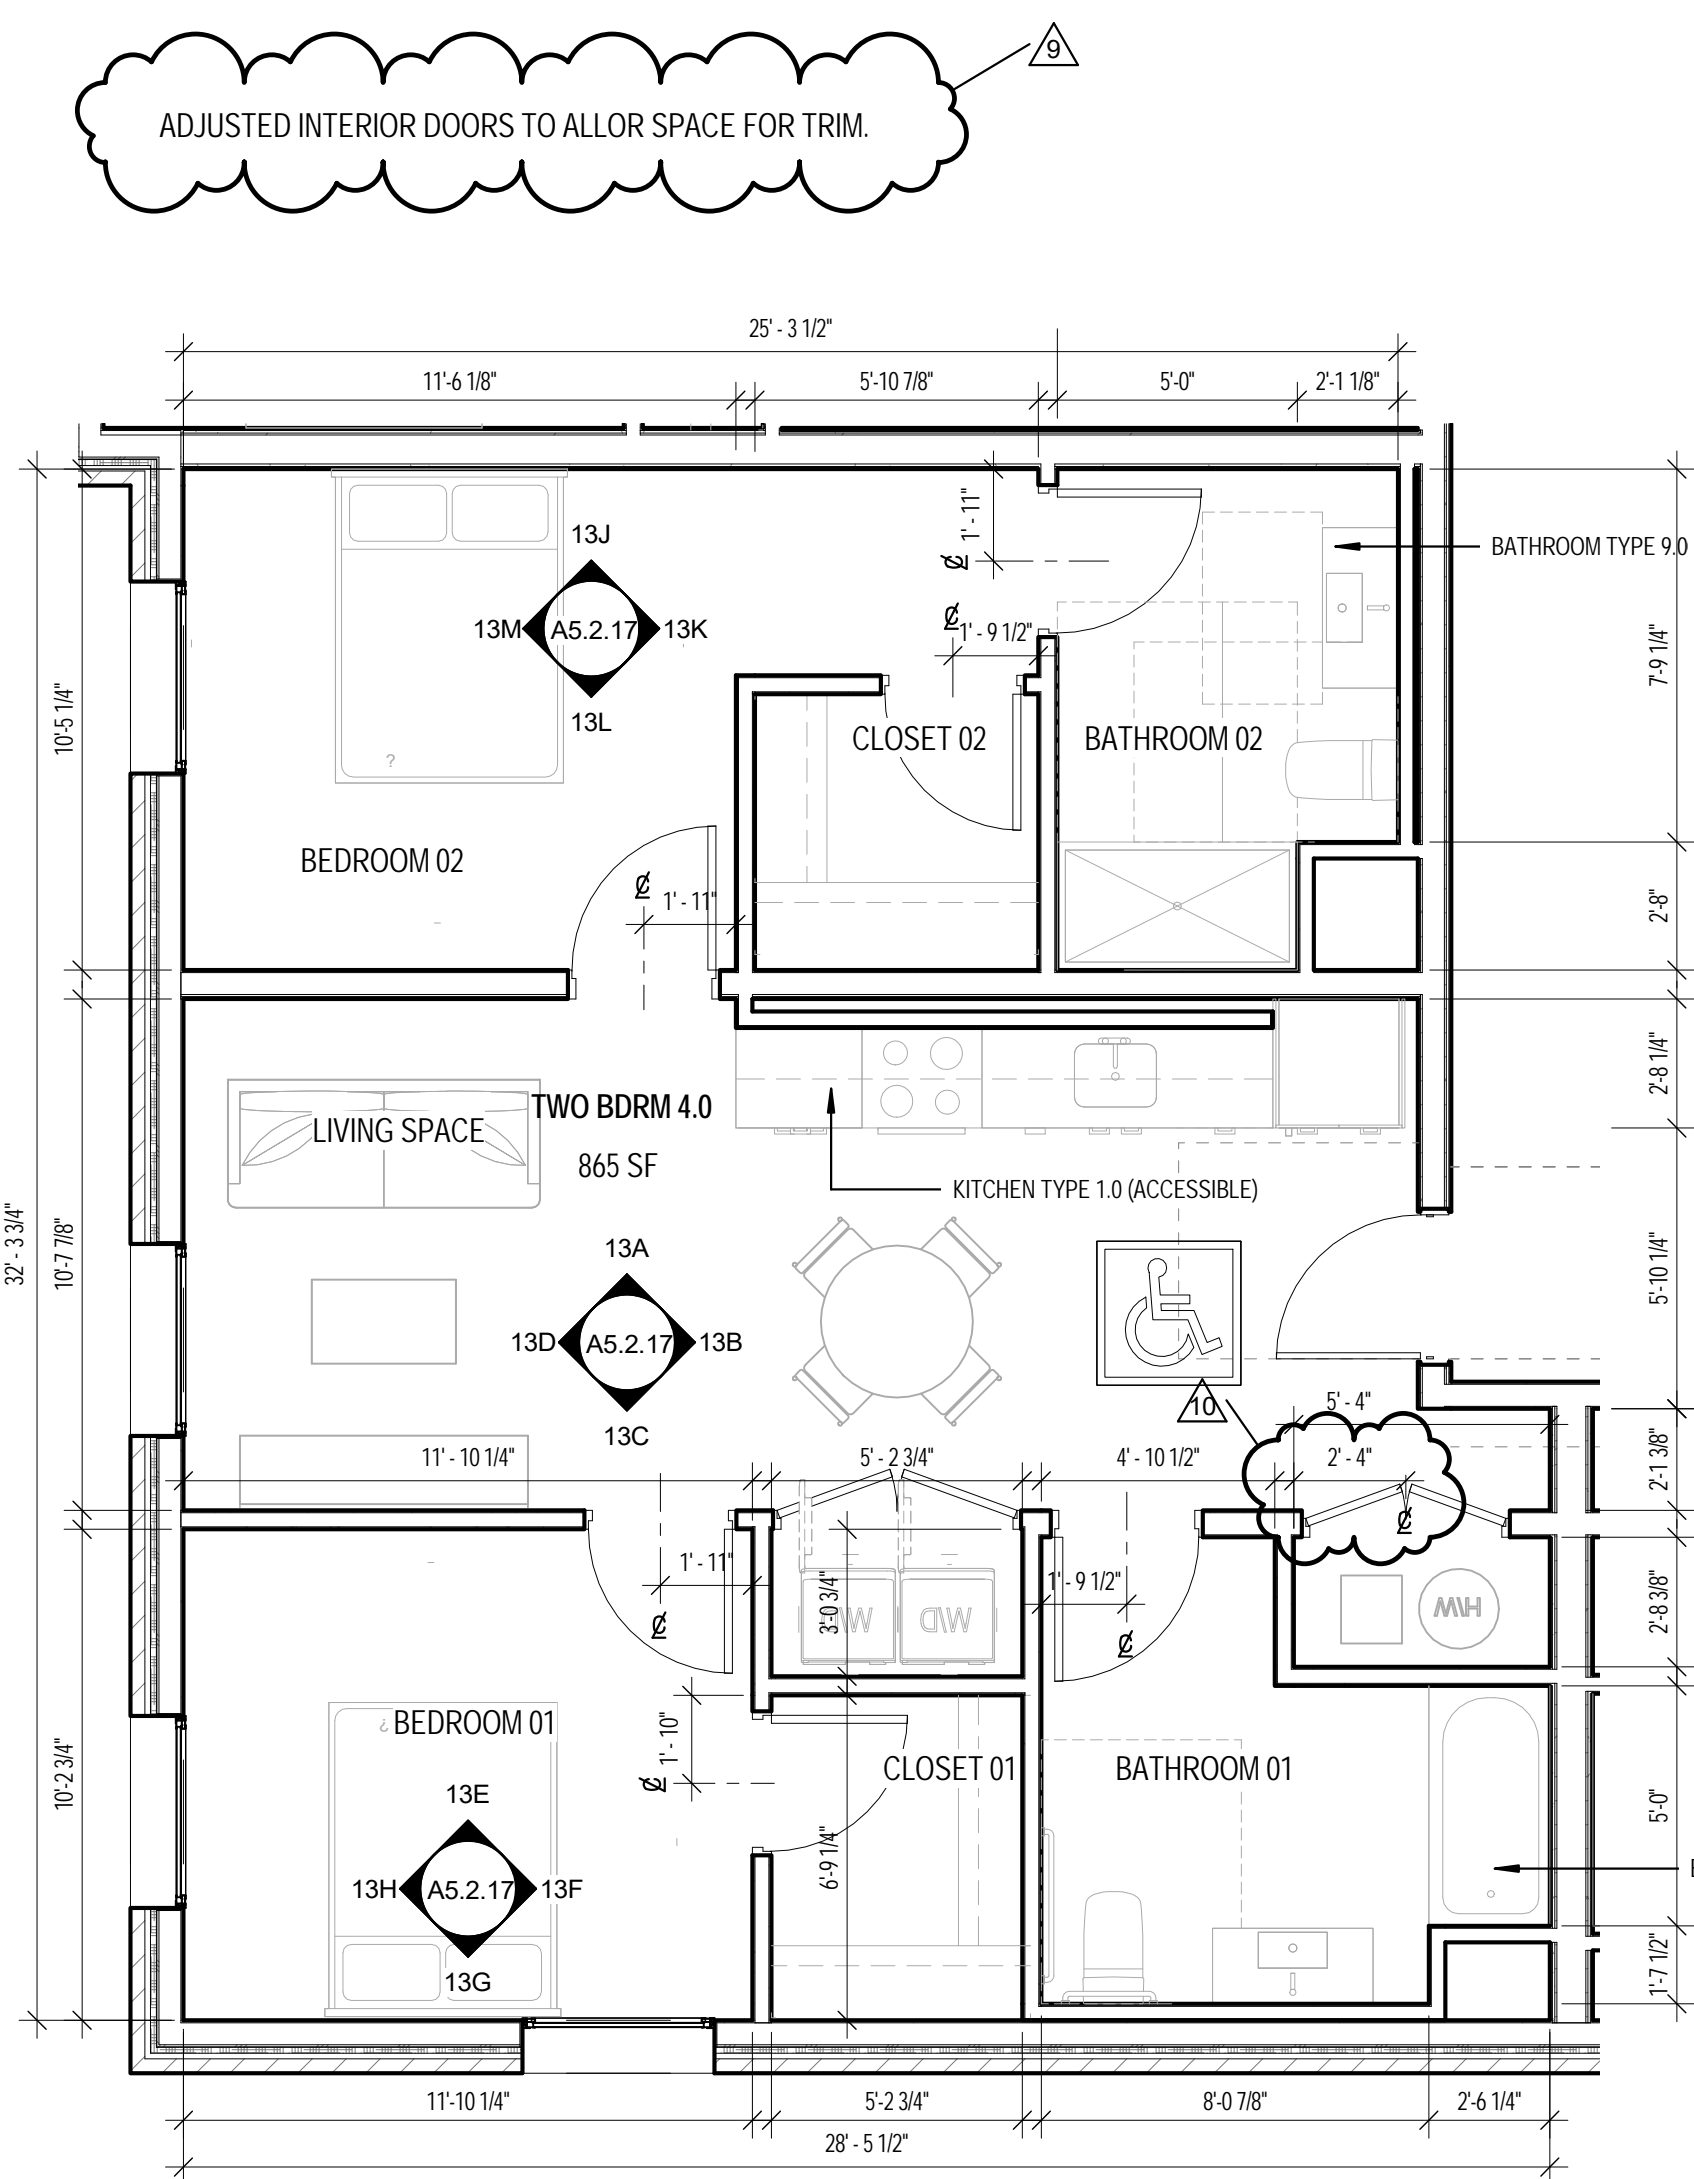 9
ADJUSTED INTERIOR DOORS TO ALLOR SPACE FOR TRIM.
25' - 3 1/2"
11'-6 1/8"
5'-10 7/8"
5'-0"
2'-1 1/8"
1' - 11"
13J
13M
A5.2.17
13K
13L
BATHROOM TYPE 9.0
1' - 9 1/2"
7'-9 1/4"
10'-5 1/4"
CLOSET 02
BATHROOM 02
?
BEDROOM 02
1' - 11"
2'-8"
2'-8 1/4"
TWO BDRM 4.0
LIVING SPACE
865 SF
KITCHEN TYPE 1.0 (ACCESSIBLE)
32' - 3 3/4"
10'-7 7/8"
5'-10 1/4"
13A
13D
A5.2.17
13B
13C
10
5' - 4"
11' - 10 1/4"
5' - 2 3/4"
4' - 10 1/2"
2' - 4"
2'-1 3/8"
1' - 11"
3'-0 3/4"
W/D
W/D
1' - 9 1/2"
HW
2'-8 3/8"
BEDROOM 01
?
1' - 10"
CLOSET 01
BATHROOM 01
10'-2 3/4"
5'-0"
13E
13H
A5.2.17
13F
13G
6'-9 1/4"
1'-7 1/2"
11'-10 1/4"
5'-2 3/4"
8'-0 7/8"
2'-6 1/4"
28' - 5 1/2"